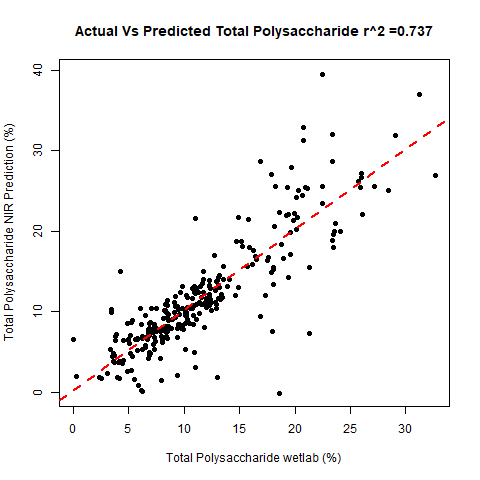 Actual Vs Predicted Total Polysaccharide r^2 =0.737
Total Polysaccharide NIR Prediction (%)
40
30
20
10
0
0 5 10 15 20 25 30
Total Polysaccharide wetlab (%)